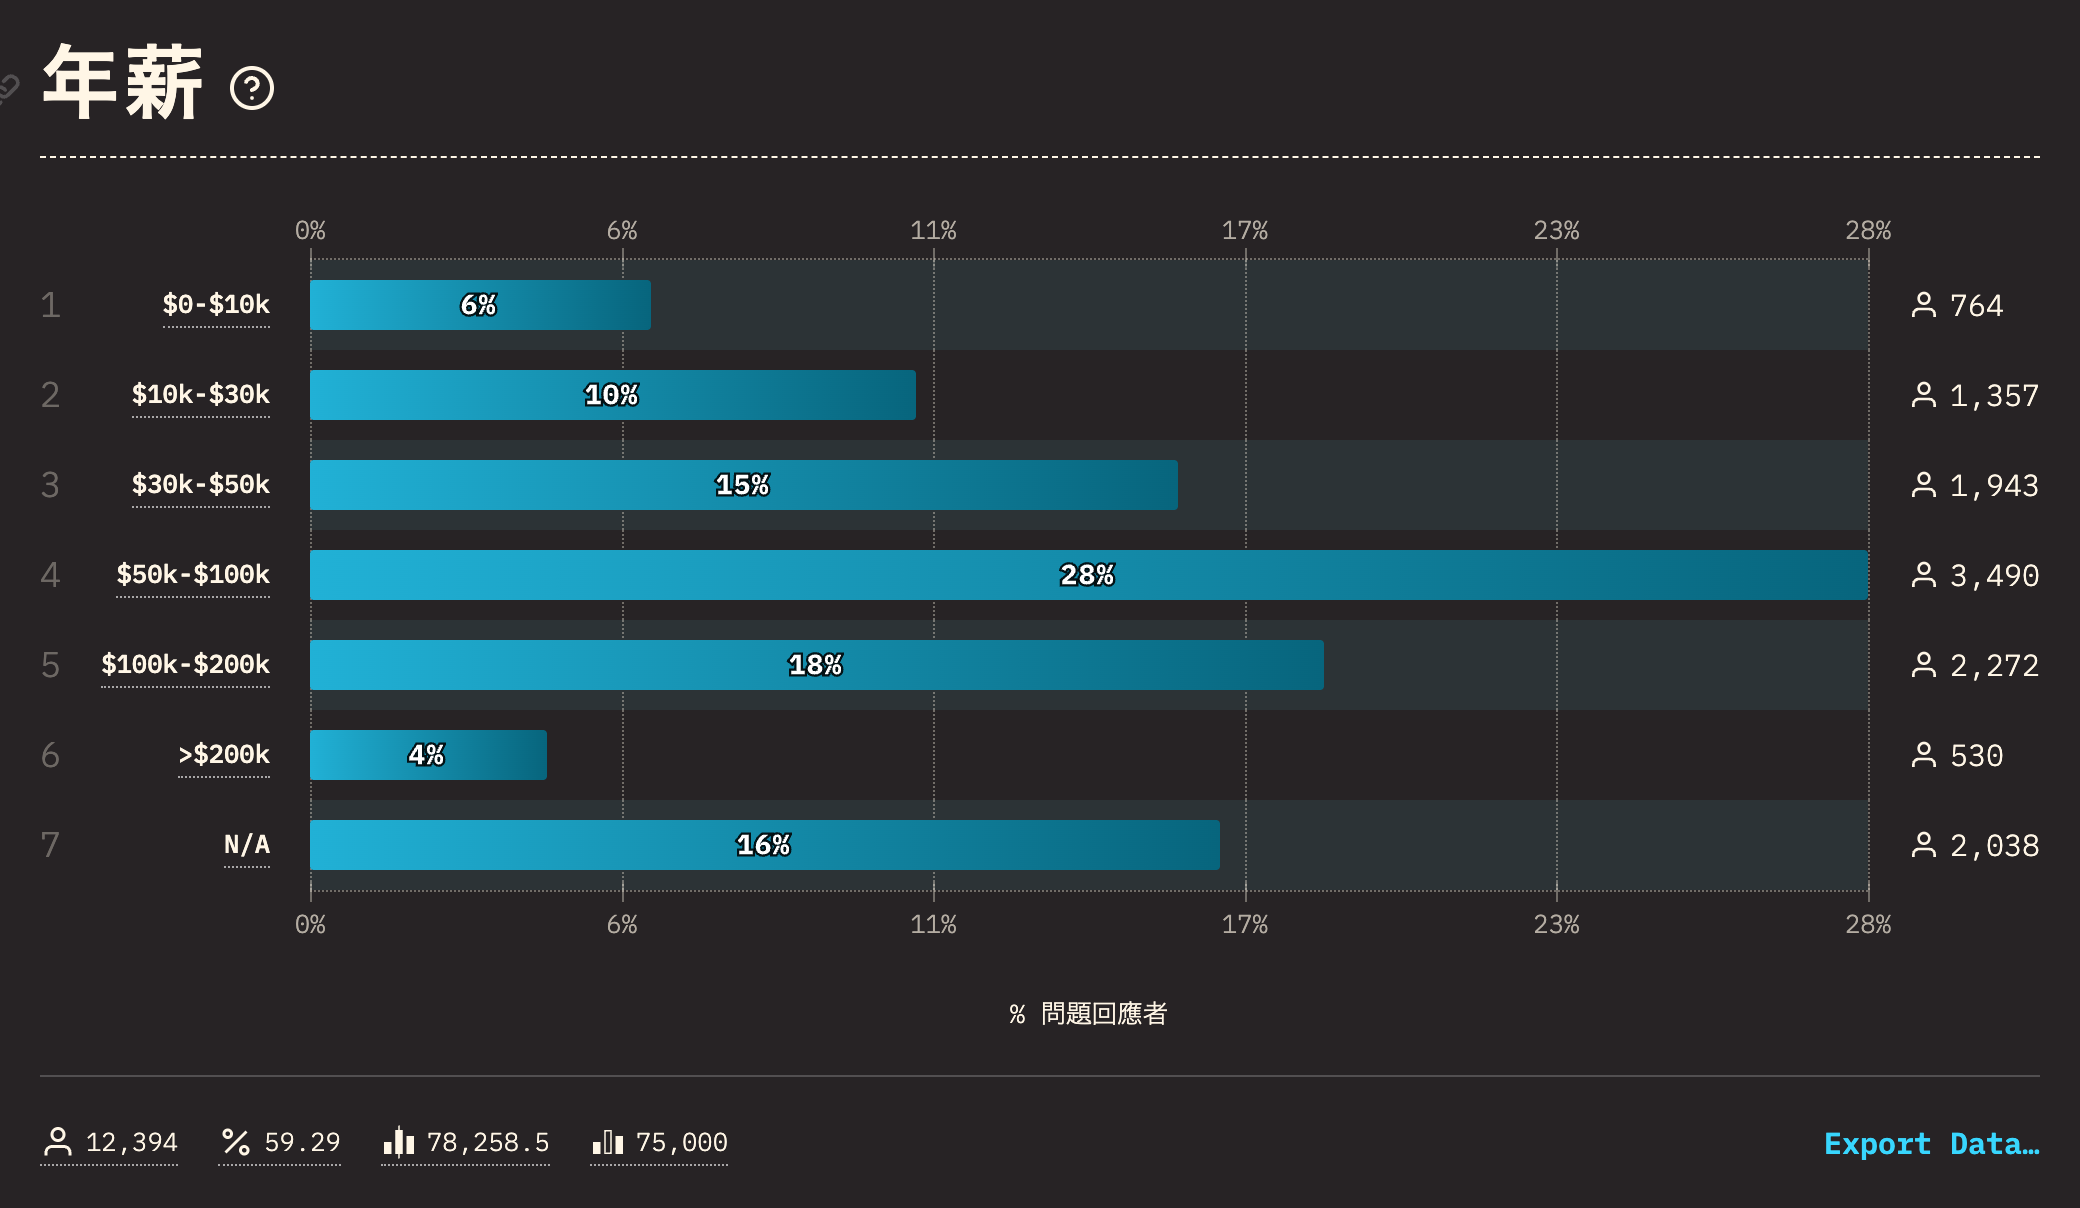 年薪 ?
0% 6% 11% 17% 23% 28%
1 $0-$10k 6% 764
2 $10k-$30k 10% 1,357
3 $30k-$50k 15% 1,943
4 $50k-$100k 28% 3,490
5 $100k-$200k 18% 2,272
6 >$200k 4% 530
7 N/A 16% 2,038
0% 6% 11% 17% 23% 28%
% 問題回應者
12,394 % 59.29 78,258.5 75,000 Export Data…